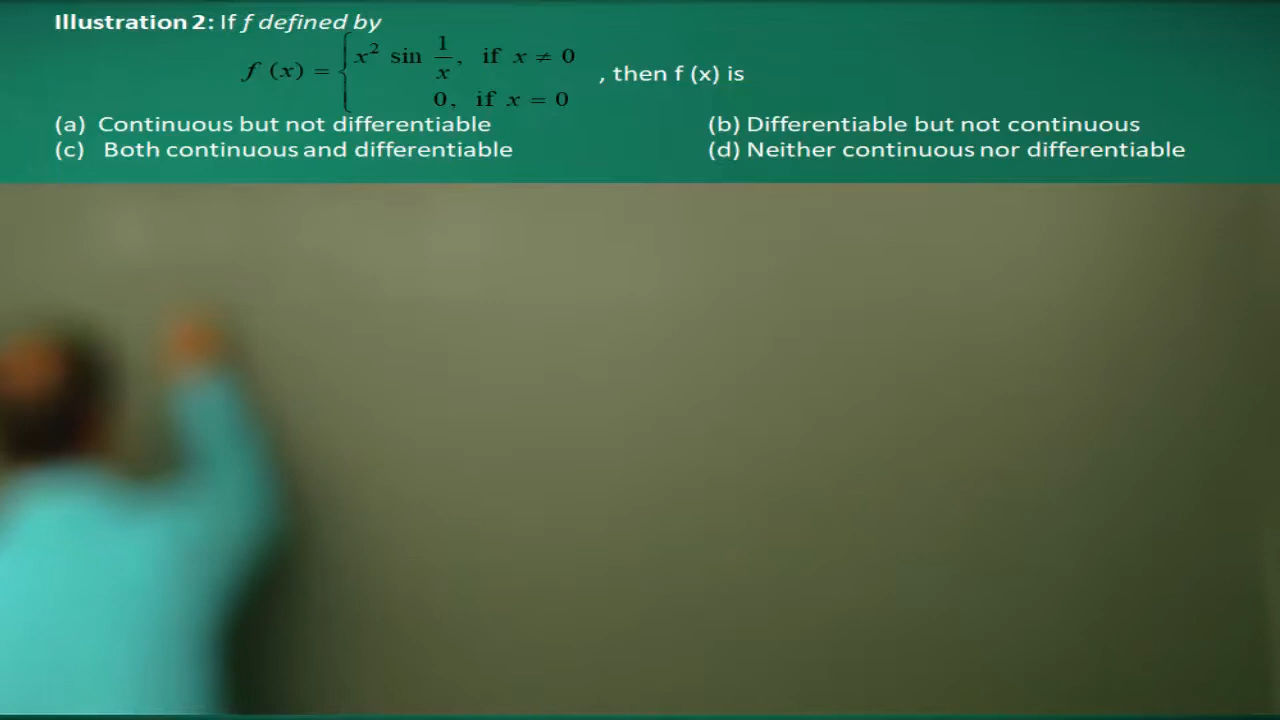 Illustration 2: If f defined by
f (x) = { x² sin 1/x, if x ≠ 0
0, if x = 0 , then f (x) is
(a) Continuous but not differentiable (b) Differentiable but not continuous
(c) Both continuous and differentiable (d) Neither continuous nor differentiable